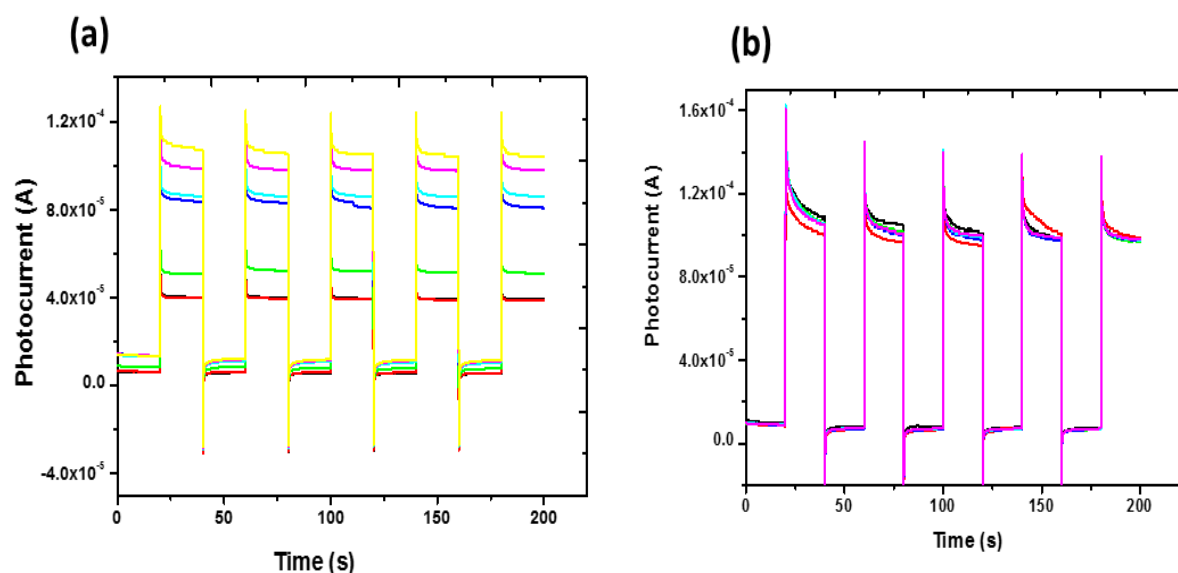 (a)
Photocurrent (A)
1.2x10⁻⁴
8.0x10⁻⁵
4.0x10⁻⁵
0.0
-4.0x10⁻⁵
0 50 100 150 200
Time (s)
(b)
Photocurrent (A)
1.6x10⁻⁴
1.2x10⁻⁴
8.0x10⁻⁵
4.0x10⁻⁵
0.0
0 50 100 150 200
Time (s)